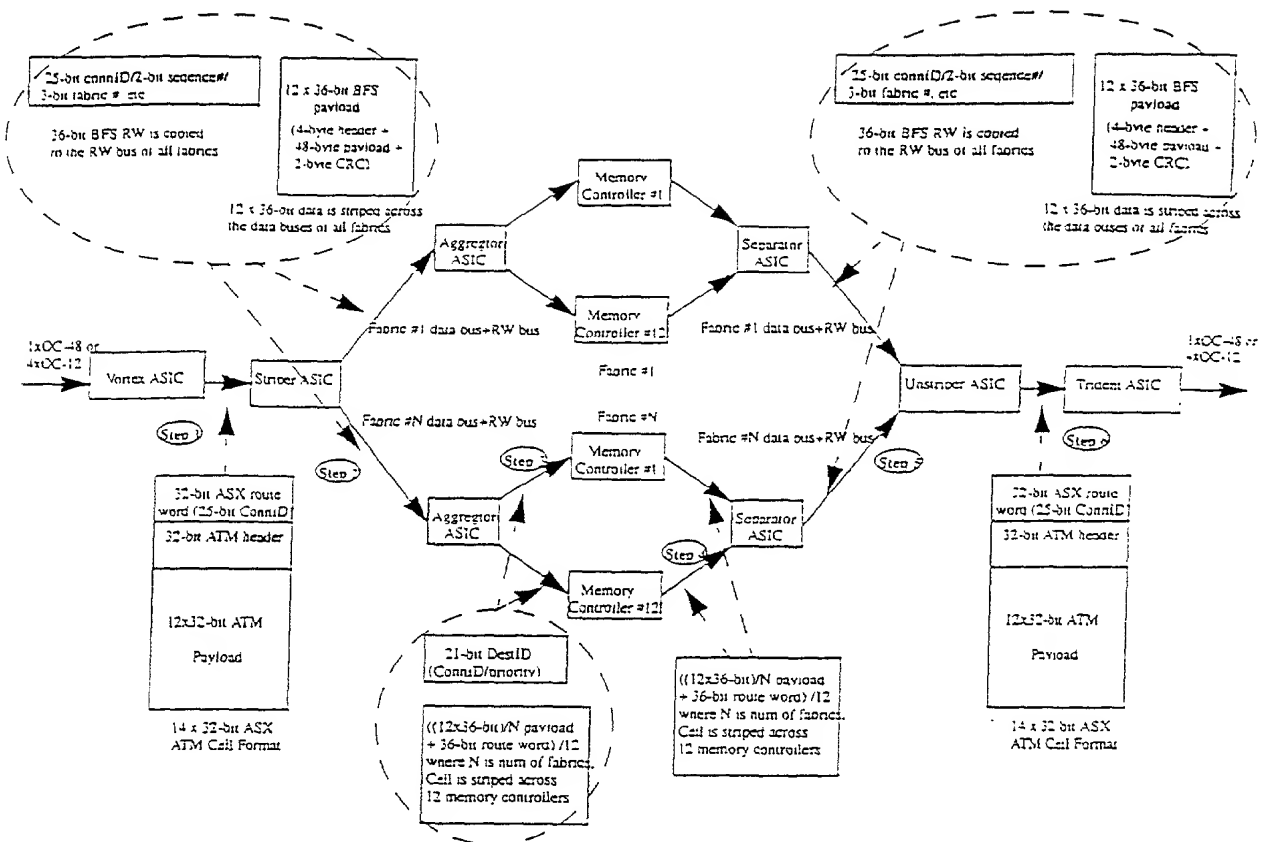 25-bit connID/2-bit seqence#/
3-bit fabric #, etc
36-bit BFS RW is copied
to the RW bus of all fabrics
12 x 36-bit BFS
payload
(4-byte header +
48-byte payload +
2-byte CRC)
12 x 36-bit data is striped across
the data buses of all fabrics
25-bit connID/2-bit seqence#/
3-bit fabric #, etc
36-bit BFS RW is copied
to the RW bus of all fabrics
12 x 36-bit BFS
payload
(4-byte header +
48-byte payload +
2-byte CRC)
12 x 36-bit data is striped across
the data buses of all fabrics
Memory
Controller #1
Aggregtor
ASIC
Separator
ASIC
Memory
Controller #12
Fabric #1 data bus+RW bus
Fabric #1 data bus+RW bus
Fabric #1
1xOC-48 or
4xOC-12
Vortex ASIC
Striper ASIC
Unstriper ASIC
Trident ASIC
1xOC-48 or
4xOC-12
Fabric #N data bus+RW bus
Fabric #N
Fabric #N data bus+RW bus
Step
Step
Step
Memory
Controller #1
Step
Step
Aggregtor
ASIC
Separator
ASIC
Step
Memory
Controller #12
32-bit ASX route
word (25-bit ConnID)
32-bit ATM header
12x32-bit ATM
Payload
14 x 32-bit ASX
ATM Cell Format
21-bit DestID
(ConnID/priority)
((12x36-bit)/N payload
+ 36-bit route word) /12
where N is num of fabrics.
Cell is striped across
12 memory controllers
((12x36-bit)/N payload
+ 36-bit route word) /12
where N is num of fabrics.
Cell is striped across
12 memory controllers
32-bit ASX route
word (25-bit ConnID)
32-bit ATM header
12x32-bit ATM
Payload
14 x 32 bit ASX
ATM Cell Format